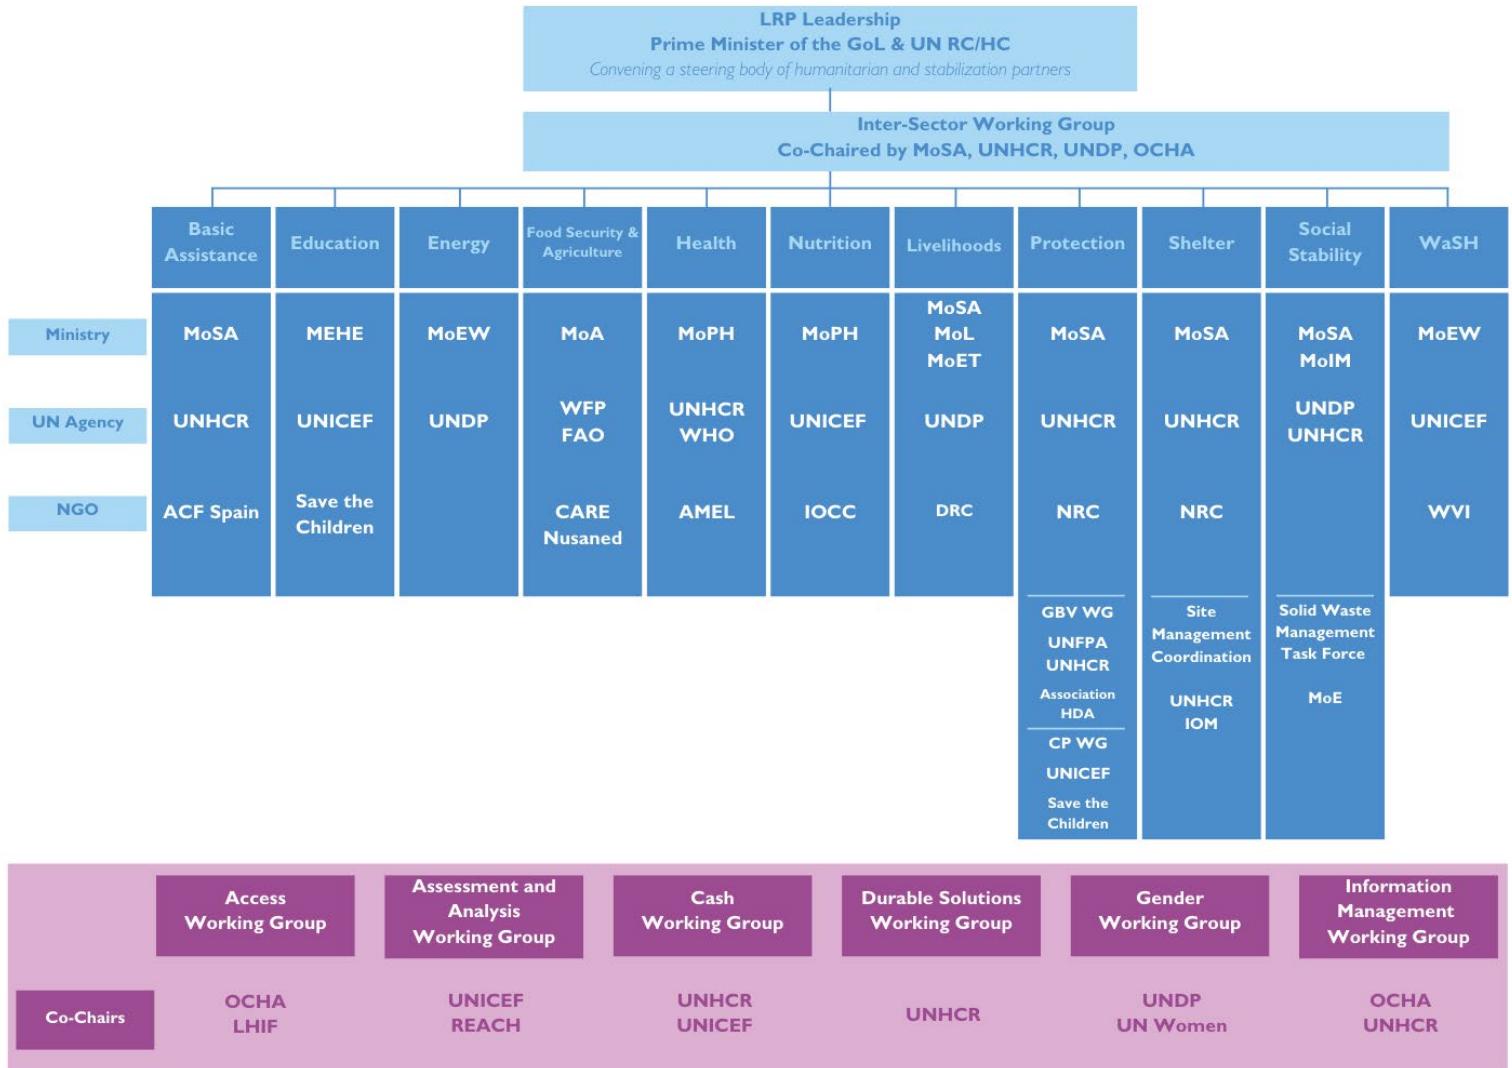 LRP Leadership
Prime Minister of the GoL & UN RC/HC
Convening a steering body of humanitarian and stabilization partners
Inter-Sector Working Group
Co-Chaired by MoSA, UNHCR, UNDP, OCHA
Basic
Assistance
Education
Energy
Food Security &
Agriculture
Health
Nutrition
Livelihoods
Protection
Shelter
Social
Stability
WaSH
Ministry
MoSA
MEHE
MoEW
MoA
MoPH
MoPH
MoSA
MoL
MoET
MoSA
MoSA
MoSA
MoIM
MoEW
UN Agency
UNHCR
UNICEF
UNDP
WFP
FAO
UNHCR
WHO
UNICEF
UNDP
UNHCR
UNHCR
UNDP
UNHCR
UNICEF
NGO
ACF Spain
Save the
Children
CARE
Nusaned
AMEL
IOCC
DRC
NRC
NRC
WVI
GBV WG
UNFPA
UNHCR
Association
HDA
CP WG
UNICEF
Save the
Children
Site
Management
Coordination
UNHCR
IOM
Solid Waste
Management
Task Force
MoE
Access
Working Group
Assessment and
Analysis
Working Group
Cash
Working Group
Durable Solutions
Working Group
Gender
Working Group
Information
Management
Working Group
Co-Chairs
OCHA
LHIF
UNICEF
REACH
UNHCR
UNICEF
UNHCR
UNDP
UN Women
OCHA
UNHCR